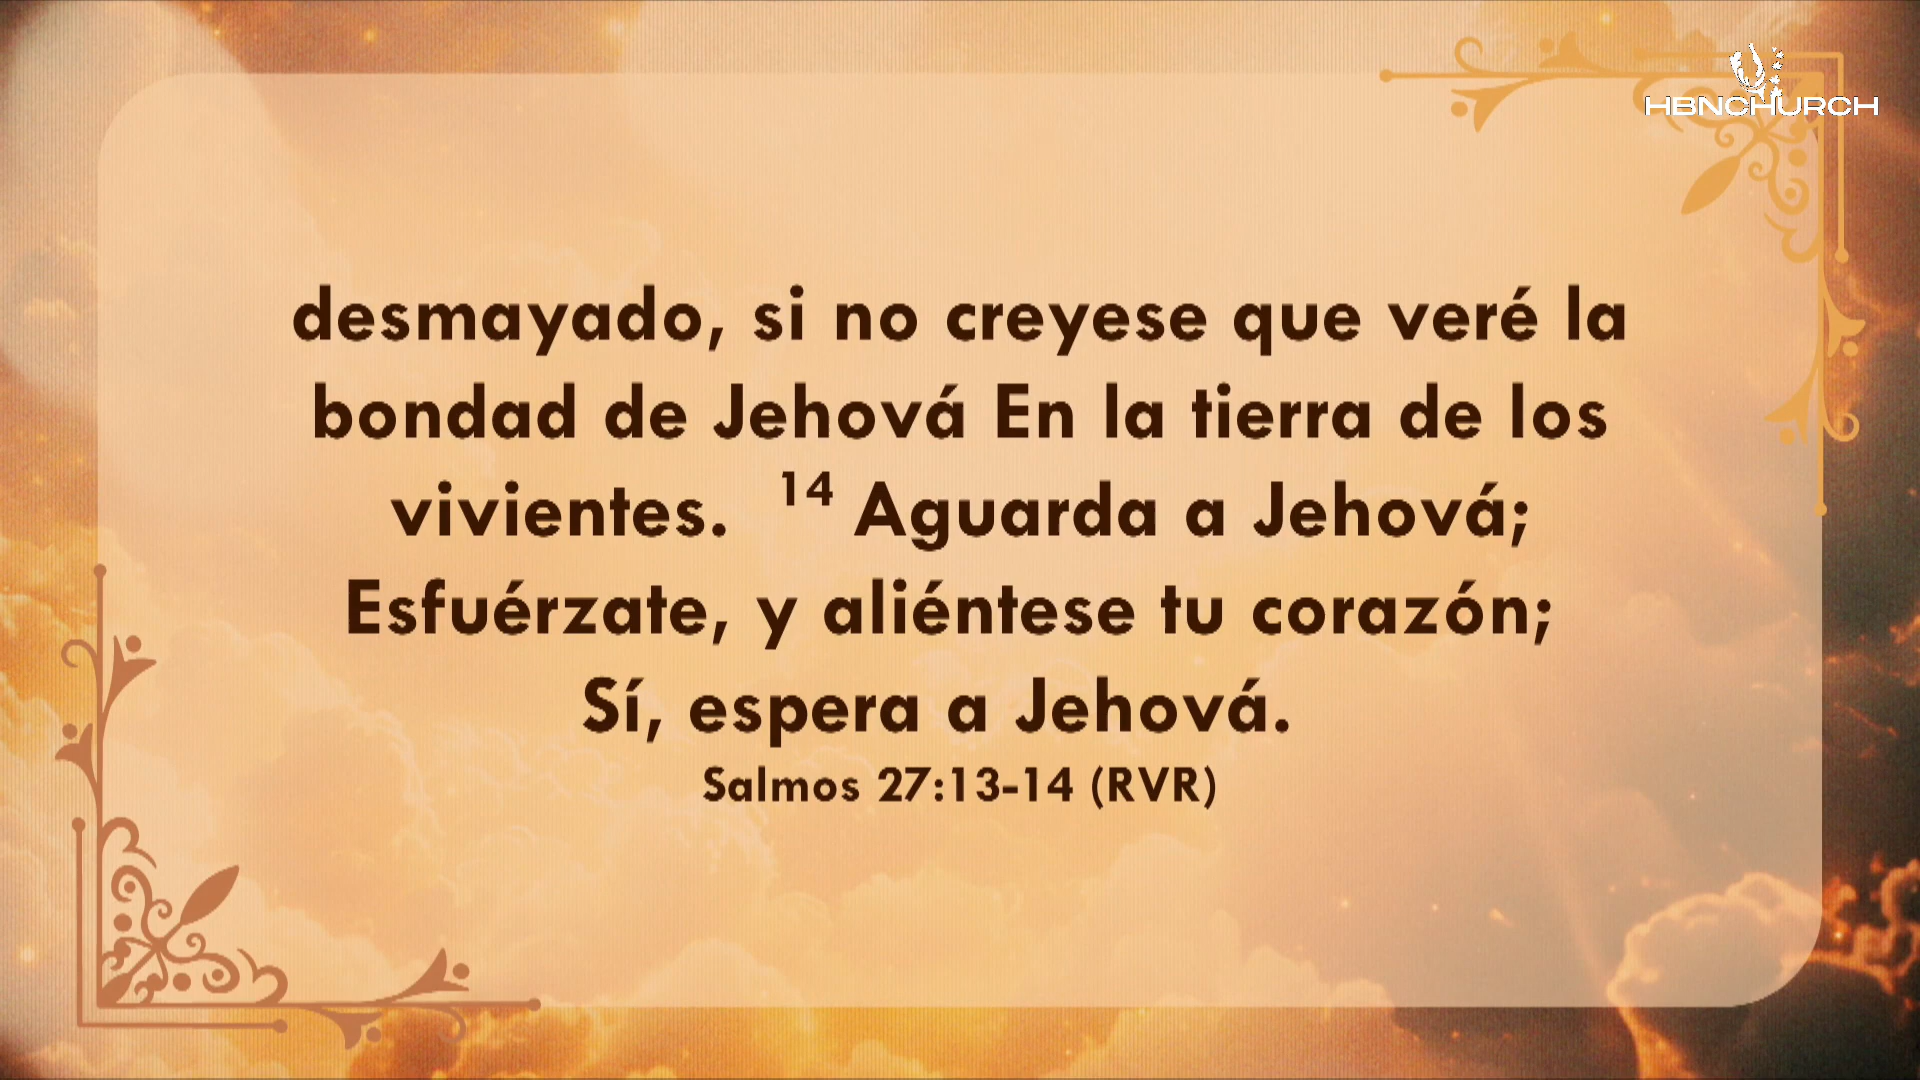 HBNCHURCH
desmayado, si no creyese que veré la
bondad de Jehová En la tierra de los
vivientes. 14 Aguarda a Jehová;
Esfuérzate, y aliéntese tu corazón;
Sí, espera a Jehová.
Salmos 27:13-14 (RVR)